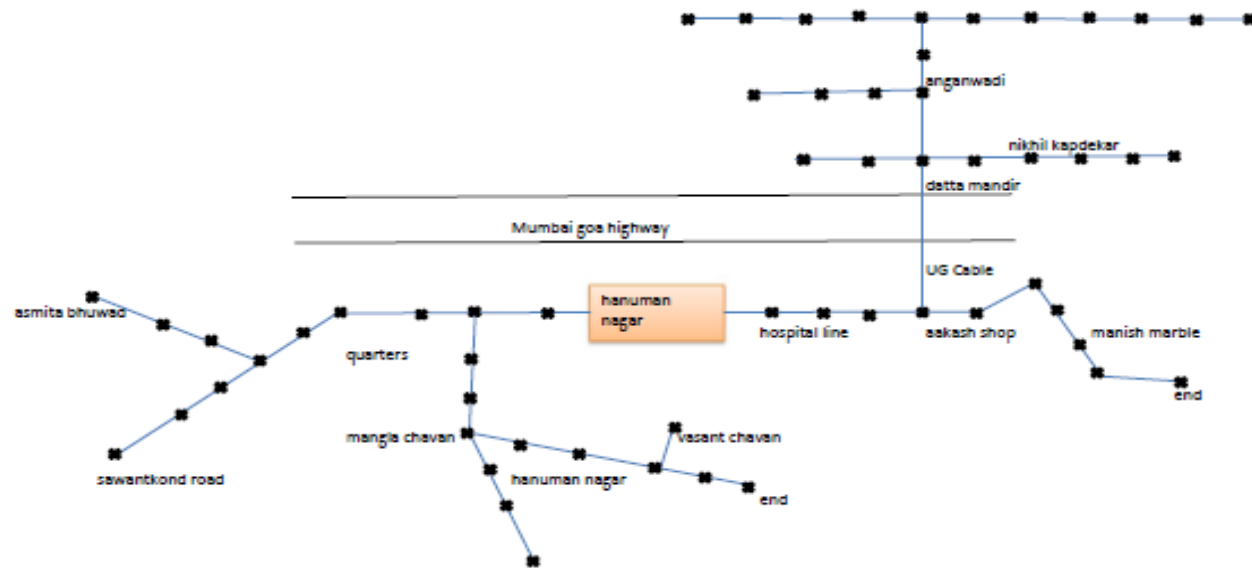 anganwadi
nikhil kapdekar
datta mandir
Mumbai goa highway
UG Cable
asmita bhuwad
hanuman
nagar
hospital line
aakash shop
manish marble
quarters
end
mangla chavan
vasant chavan
sawantkond road
hanuman nagar
end